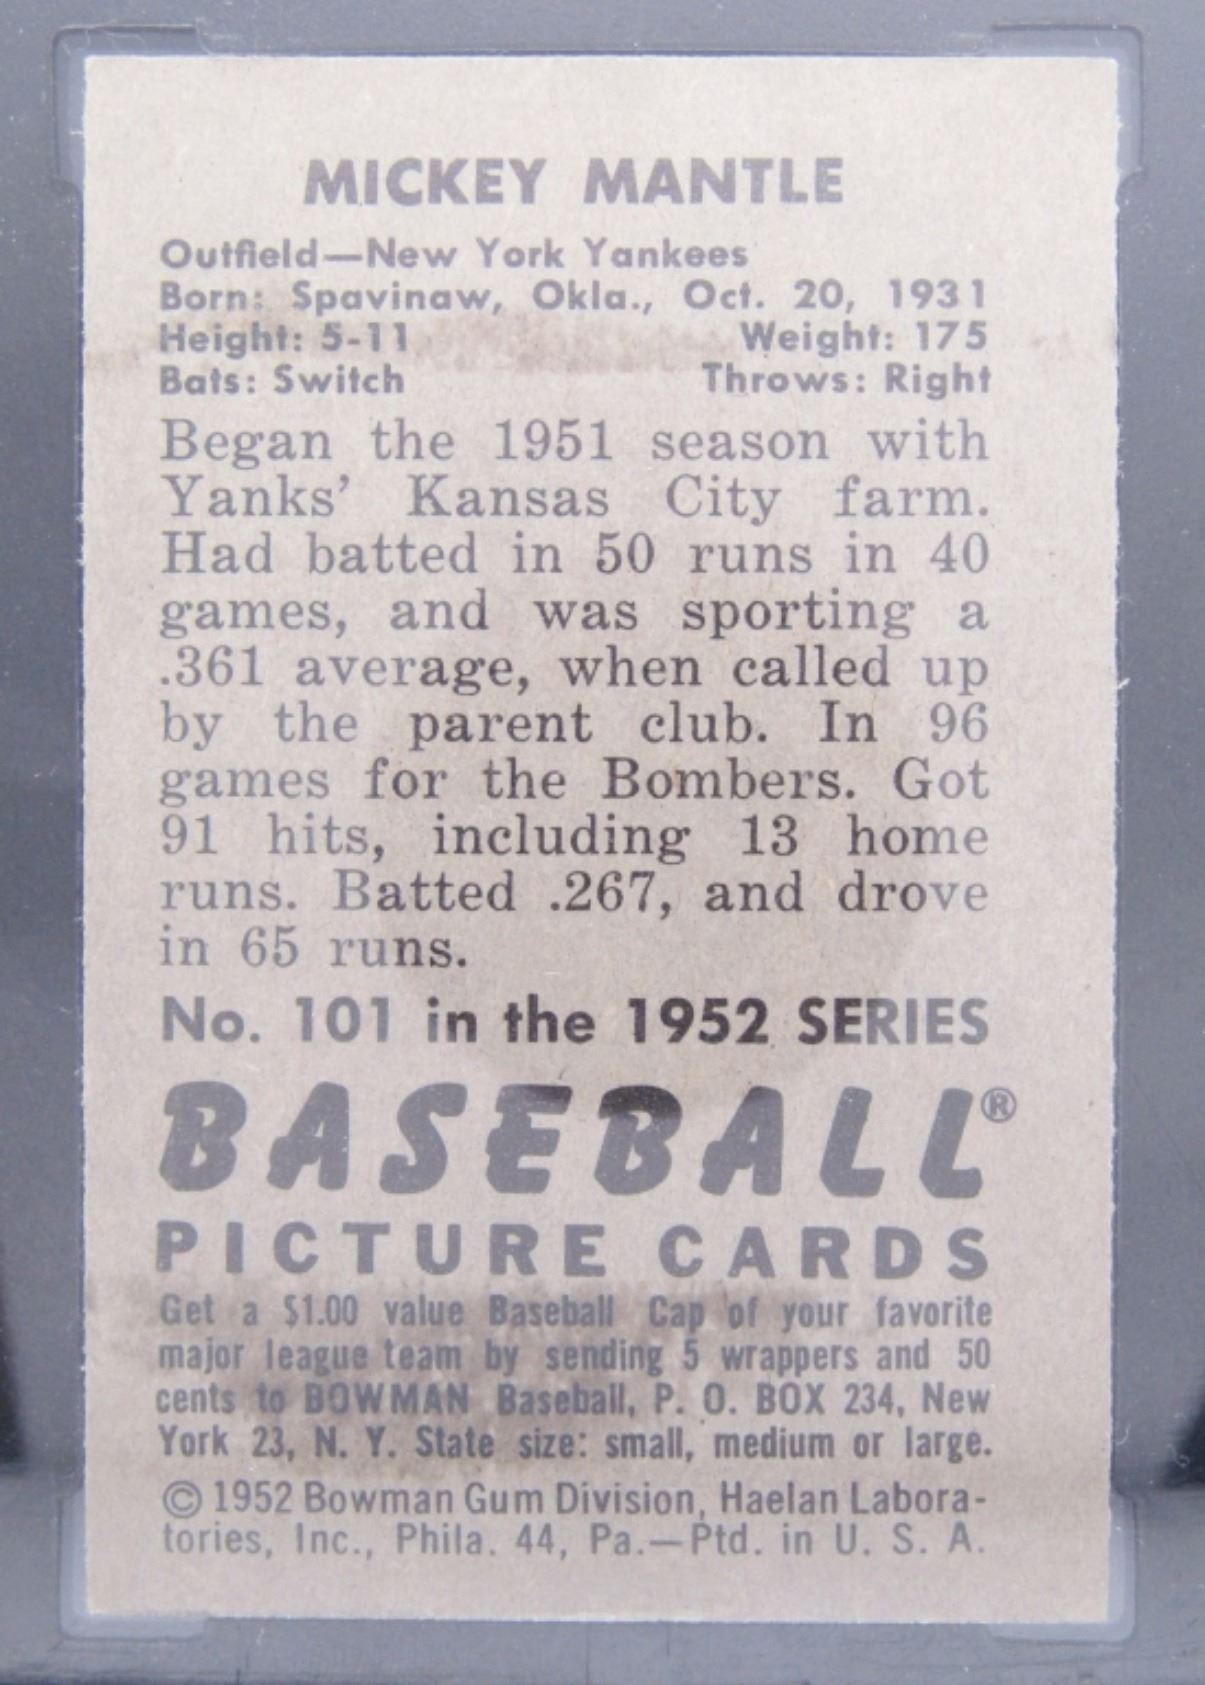 MICKEY MANTLE
Outfield—New York Yankees
Born: Spavinaw, Okla., Oct. 20, 1931
Height: 5-11 Weight: 175
Bats: Switch Throws: Right
Began the 1951 season with
Yanks' Kansas City farm.
Had batted in 50 runs in 40
games, and was sporting a
.361 average, when called up
by the parent club. In 96
games for the Bombers. Got
91 hits, including 13 home
runs. Batted .267, and drove
in 65 runs.
No. 101 in the 1952 SERIES
BASEBALL®
PICTURE CARDS
Get a $1.00 value Baseball Cap of your favorite
major league team by sending 5 wrappers and 50
cents to BOWMAN Baseball, P. O. BOX 234, New
York 23, N. Y. State size: small, medium or large.
© 1952 Bowman Gum Division, Haelan Labora-
tories, Inc., Phila. 44, Pa.—Ptd. in U. S. A.